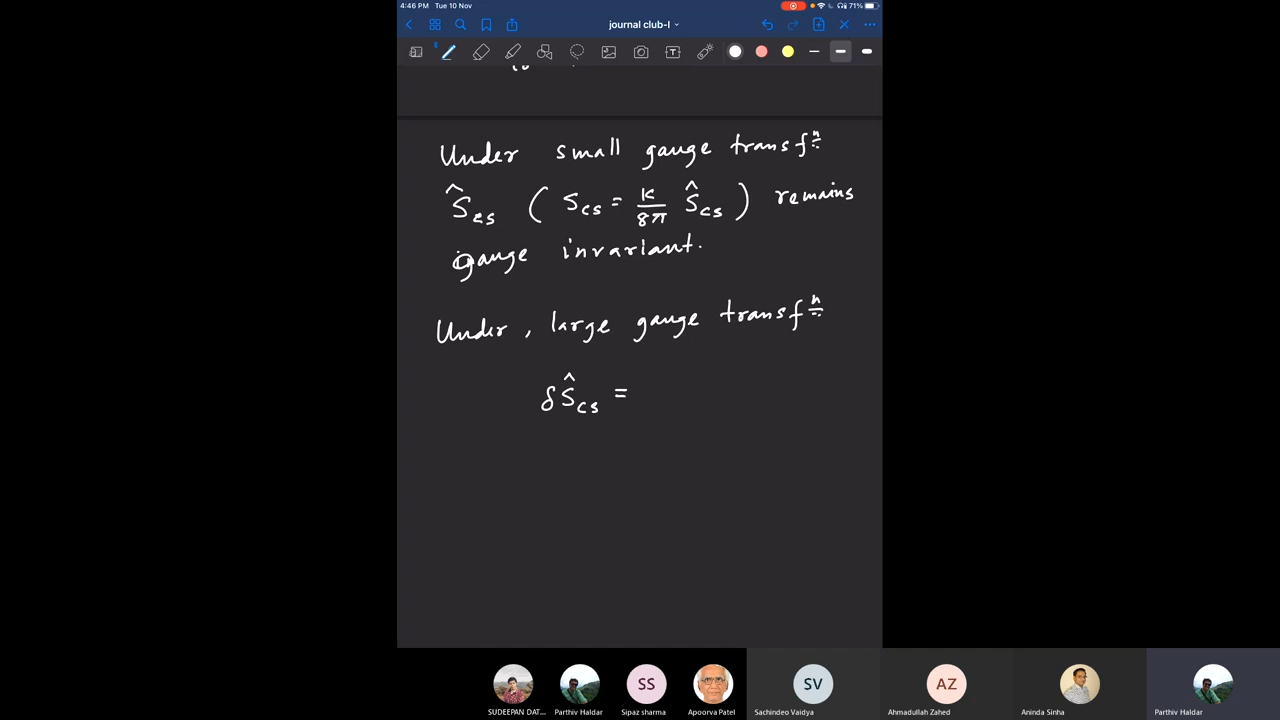 4:46 PM Tue 10 Nov
71%
journal club-I
Under small gauge transfⁿ
Ŝcs ( Scs = K/8π Ŝcs ) remains
gauge invariant.
Under, large gauge transfⁿ
δŜcs =
SS
SV
AZ
SUDEEPAN DAT...
Parthiv Haldar
Sipaz sharma
Apoorva Patel
Sachindeo Vaidya
Ahmadullah Zahed
Aninda Sinha
Parthiv Haldar